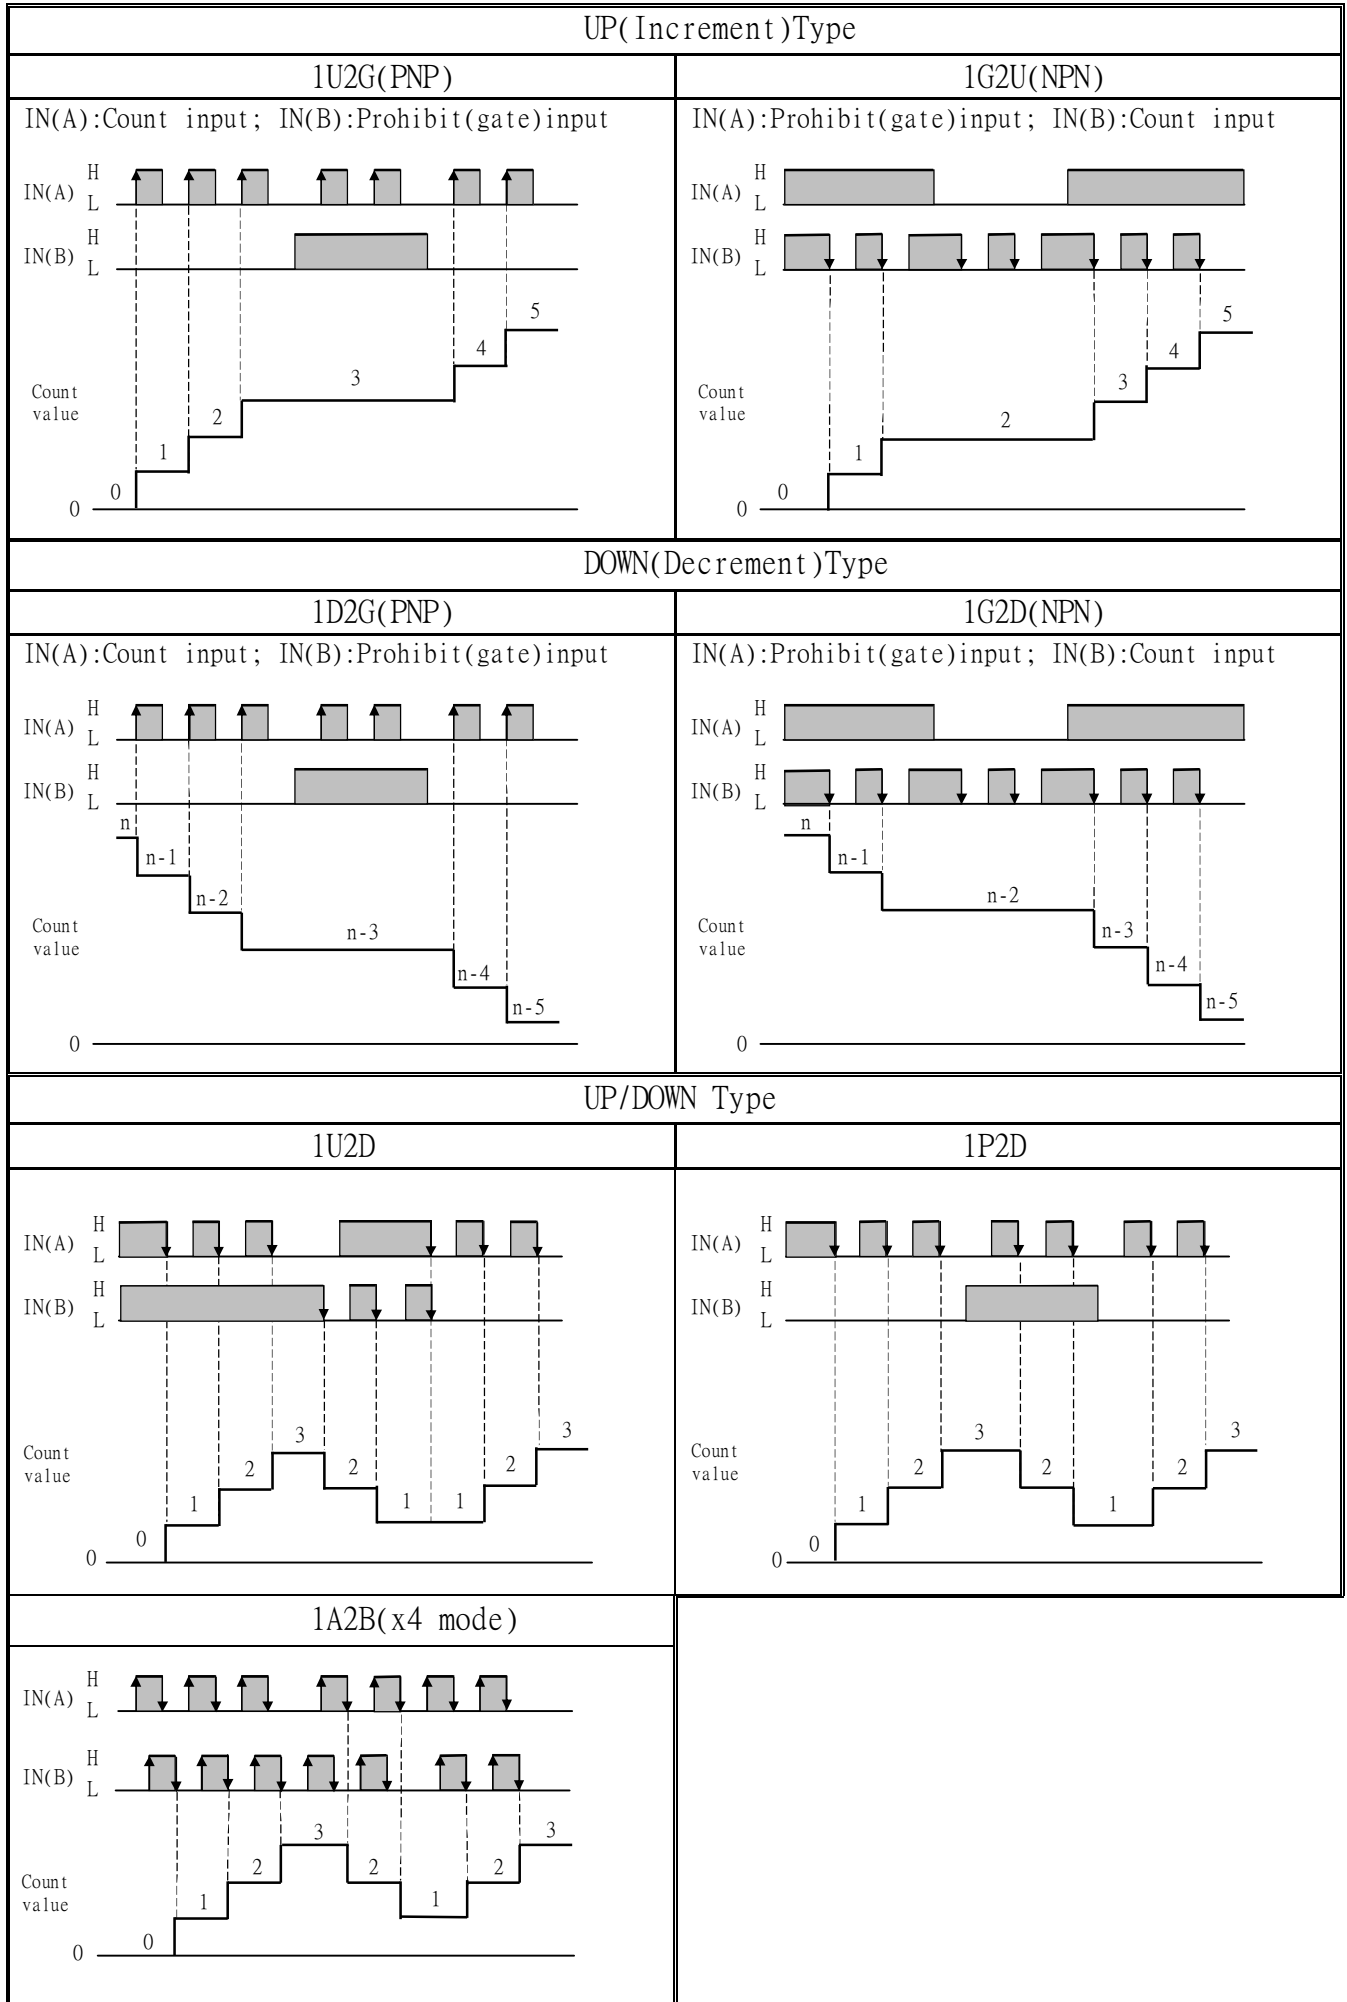 UP(Increment)Type
1U2G(PNP)
1G2U(NPN)
IN(A):Count input; IN(B):Prohibit(gate)input
IN(A):Prohibit(gate)input; IN(B):Count input
IN(A) H L
IN(B) H L
Count value
0
0 1 2 3 4 5
IN(A) H L
IN(B) H L
Count value
0
0 1 2 3 4 5
DOWN(Decrement)Type
1D2G(PNP)
1G2D(NPN)
IN(A):Count input; IN(B):Prohibit(gate)input
IN(A):Prohibit(gate)input; IN(B):Count input
IN(A) H L
IN(B) H L
n n-1 n-2 n-3 n-4 n-5
Count value
0
IN(A) H L
IN(B) H L
n n-1 n-2 n-3 n-4 n-5
Count value
0
UP/DOWN Type
1U2D
1P2D
IN(A) H L
IN(B) H L
Count value
0
0 1 2 3 2 1 1 2 3
IN(A) H L
IN(B) H L
Count value
0
0 1 2 3 2 1 2 3
1A2B(x4 mode)
IN(A) H L
IN(B) H L
Count value
0
0 1 2 3 2 1 2 3